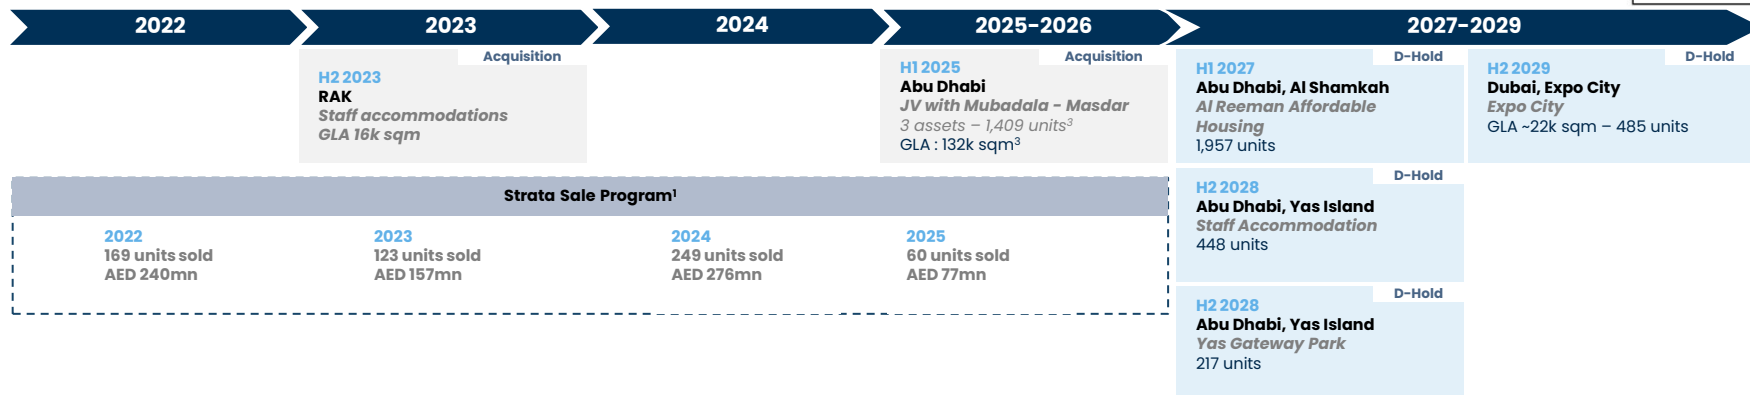 2022
2023
2024
2025-2026
2027-2029
Acquisition
H2 2023
RAK
Staff accommodations
GLA 16k sqm
Acquisition
H1 2025
Abu Dhabi
JV with Mubadala - Masdar
3 assets – 1,409 units³
GLA : 132k sqm³
D-Hold
H1 2027
Abu Dhabi, Al Shamkah
Al Reeman Affordable
Housing
1,957 units
D-Hold
H2 2029
Dubai, Expo City
Expo City
GLA ~22k sqm – 485 units
Strata Sale Program¹
2022
169 units sold
AED 240mn
2023
123 units sold
AED 157mn
2024
249 units sold
AED 276mn
2025
60 units sold
AED 77mn
D-Hold
H2 2028
Abu Dhabi, Yas Island
Staff Accommodation
448 units
D-Hold
H2 2028
Abu Dhabi, Yas Island
Yas Gateway Park
217 units